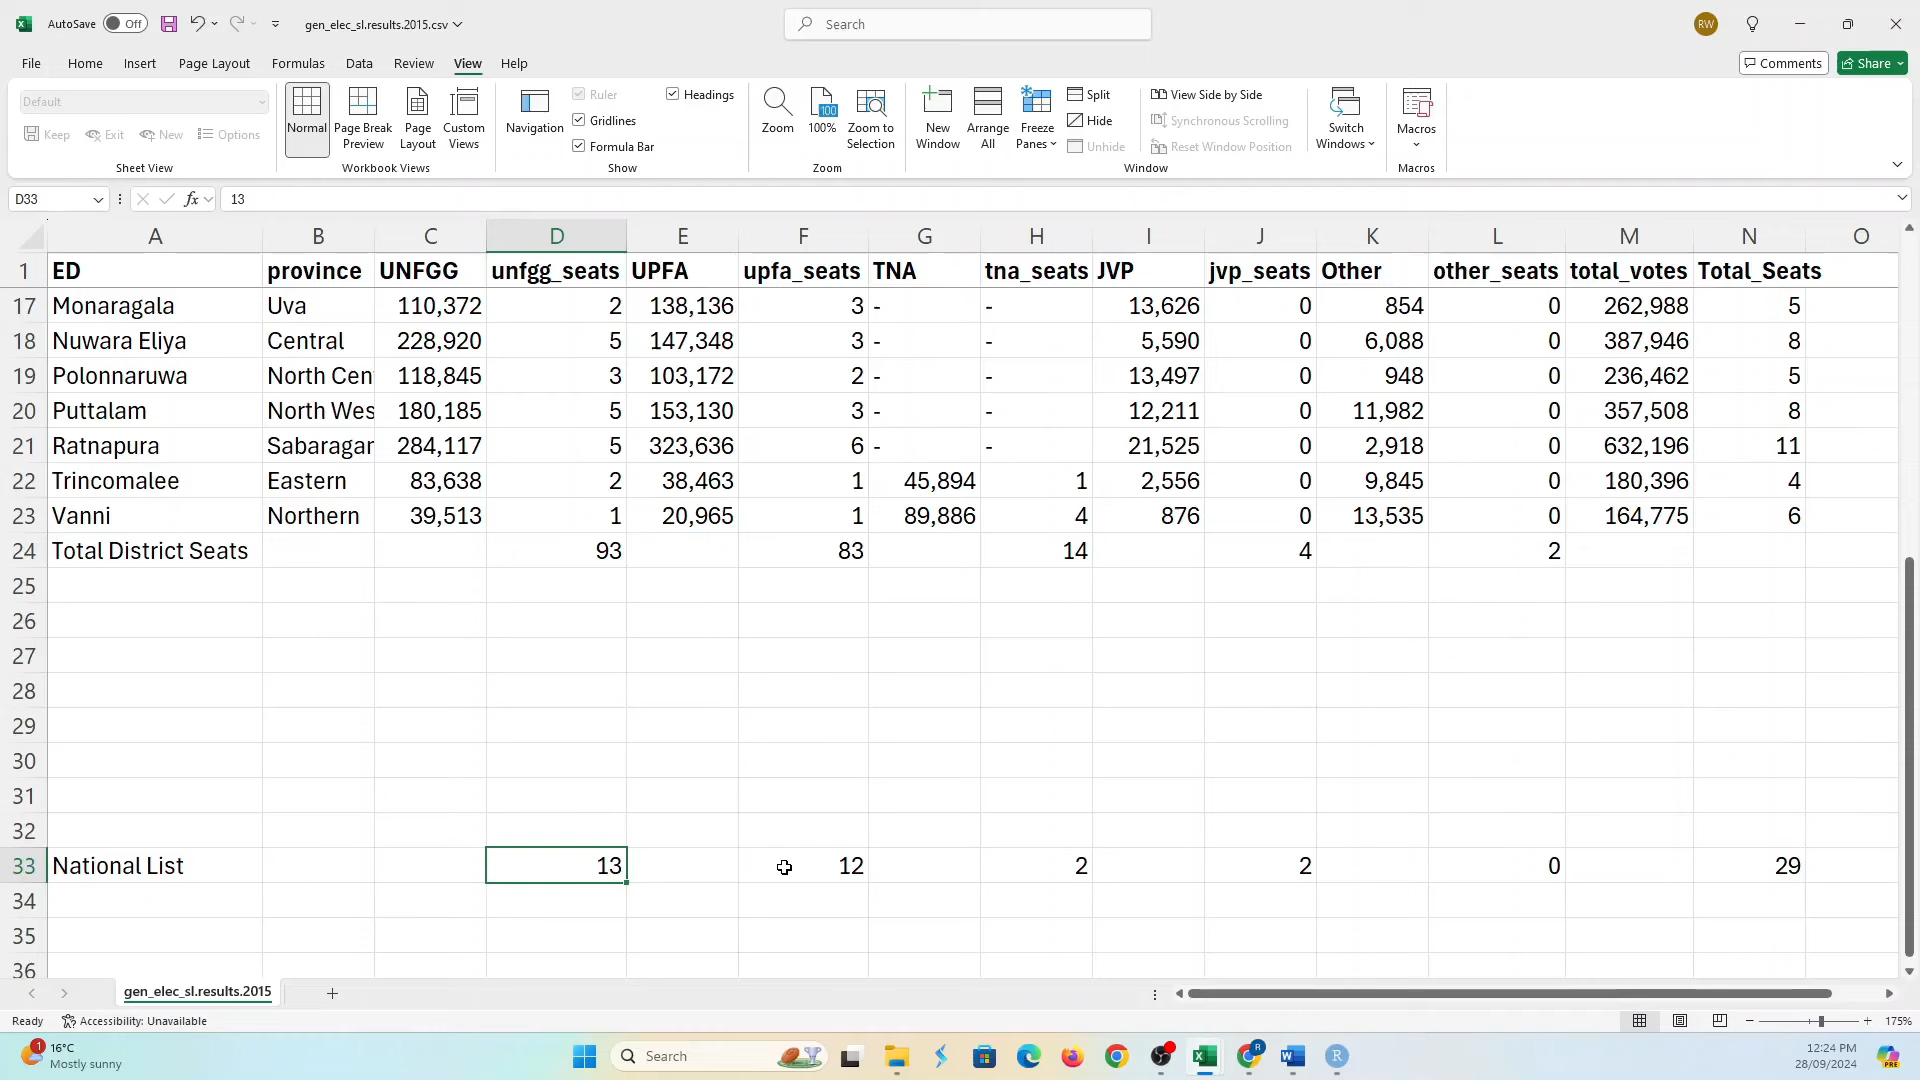 AutoSave Off gen_elec_sl.results.2015.csv Search RW
File Home Insert Page Layout Formulas Data Review View Help Comments Share
Default
Keep Exit New Options
Sheet View
Normal Page Break Preview Page Layout Custom Views
Workbook Views
Navigation Ruler Headings
Gridlines
Formula Bar
Show
Zoom 100% Zoom to Selection
Zoom
New Window Arrange All Freeze Panes Split
Hide
Unhide
View Side by Side
Synchronous Scrolling
Reset Window Position
Switch Windows
Window
Macros
Macros
D33 fx 13
A B C D E F G H I J K L M N O
1 ED province UNFGG unfgg_seats UPFA upfa_seats TNA tna_seats JVP jvp_seats Other other_seats total_votes Total_Seats
17 Monaragala Uva 110,372 2 138,136 3 - - 13,626 0 854 0 262,988 5
18 Nuwara Eliya Central 228,920 5 147,348 3 - - 5,590 0 6,088 0 387,946 8
19 Polonnaruwa North Cen 118,845 3 103,172 2 - - 13,497 0 948 0 236,462 5
20 Puttalam North Wes 180,185 5 153,130 3 - - 12,211 0 11,982 0 357,508 8
21 Ratnapura Sabaragar 284,117 5 323,636 6 - - 21,525 0 2,918 0 632,196 11
22 Trincomalee Eastern 83,638 2 38,463 1 45,894 1 2,556 0 9,845 0 180,396 4
23 Vanni Northern 39,513 1 20,965 1 89,886 4 876 0 13,535 0 164,775 6
24 Total District Seats 93 83 14 4 2
25
26
27
28
29
30
31
32
33 National List 13 12 2 2 0 29
34
35
36
gen_elec_sl.results.2015
Ready Accessibility: Unavailable 175%
1 16°C
Mostly sunny
Search
12:24 PM
28/09/2024